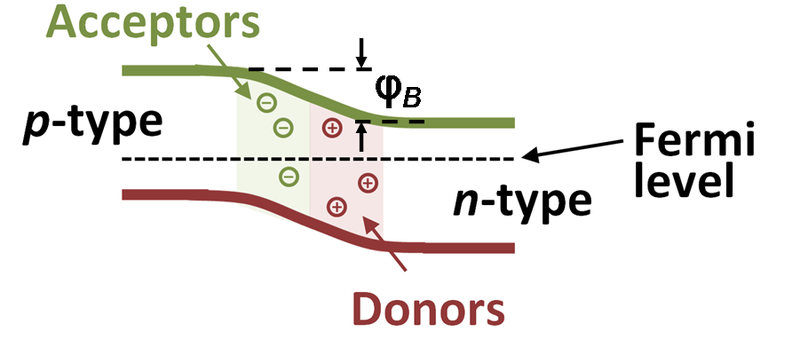 Acceptors
φB
p-type
Fermi
level
n-type
Donors